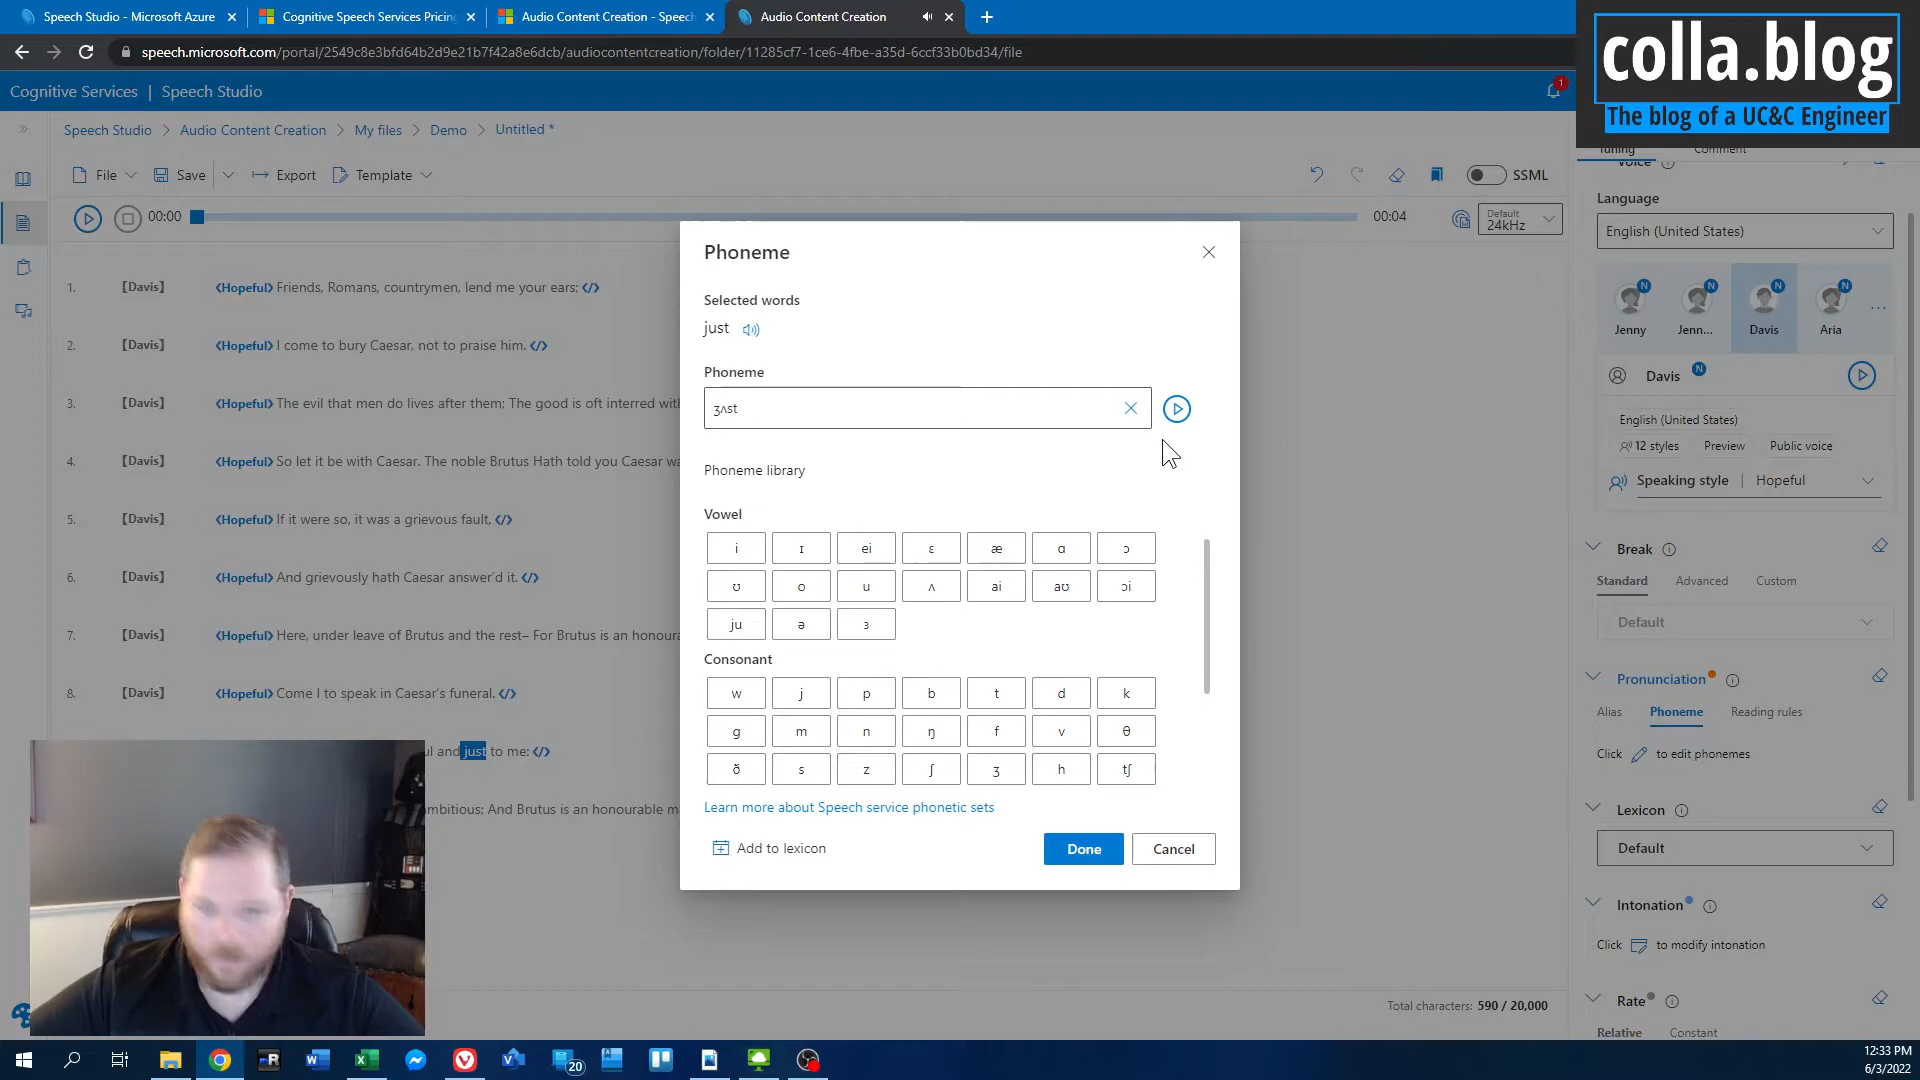 Speech Studio - Microsoft Azure
Cognitive Speech Services Pricing
Audio Content Creation - Speech
Audio Content Creation
speech.microsoft.com/portal/2549c8e3bfd64b2d9e21b7f42a8e6dcb/audiocontentcreation/folder/11285cf7-1ce6-4fbe-a35d-6ccf33b0bd34/file
colla.blog
The blog of a UC&C Engineer
Cognitive Services | Speech Studio
1
Speech Studio > Audio Content Creation > My files > Demo > Untitled *
Tuning
Comment
File
Save
Export
Template
SSML
Voice
00:00
00:04
Default
24kHz
Language
English (United States)
N N N N
Jenny
Jenn...
Davis
Aria
...
Davis N
English (United States)
12 styles
Preview
Public voice
Speaking style | Hopeful
Break
Standard
Advanced
Custom
Default
Pronunciation
Alias
Phoneme
Reading rules
Click to edit phonemes
Lexicon
Default
Intonation
Click to modify intonation
Rate
Relative
Constant
1. [Davis] <Hopeful> Friends, Romans, countrymen, lend me your ears: </>
2. [Davis] <Hopeful> I come to bury Caesar, not to praise him. </>
3. [Davis] <Hopeful> The evil that men do lives after them; The good is oft interred with
4. [Davis] <Hopeful> So let it be with Caesar. The noble Brutus Hath told you Caesar wa
5. [Davis] <Hopeful> If it were so, it was a grievous fault, </>
6. [Davis] <Hopeful> And grievously hath Caesar answer'd it. </>
7. [Davis] <Hopeful> Here, under leave of Brutus and the rest– For Brutus is an honoura
8. [Davis] <Hopeful> Come I to speak in Caesar's funeral. </>
ul and just to me: </>
ambitious; And Brutus is an honourable m
Total characters: 590 / 20,000
Phoneme
Selected words
just
Phoneme
ʒʌst
Phoneme library
Vowel
i ɪ ei ɛ æ ɑ ɔ
ʊ o u ʌ ai aʊ ɔi
ju ə ɜ
Consonant
w j p b t d k
g m n ŋ f v θ
ð s z ʃ ʒ h tʃ
Learn more about Speech service phonetic sets
Add to lexicon
Done
Cancel
20
12:33 PM
6/3/2022